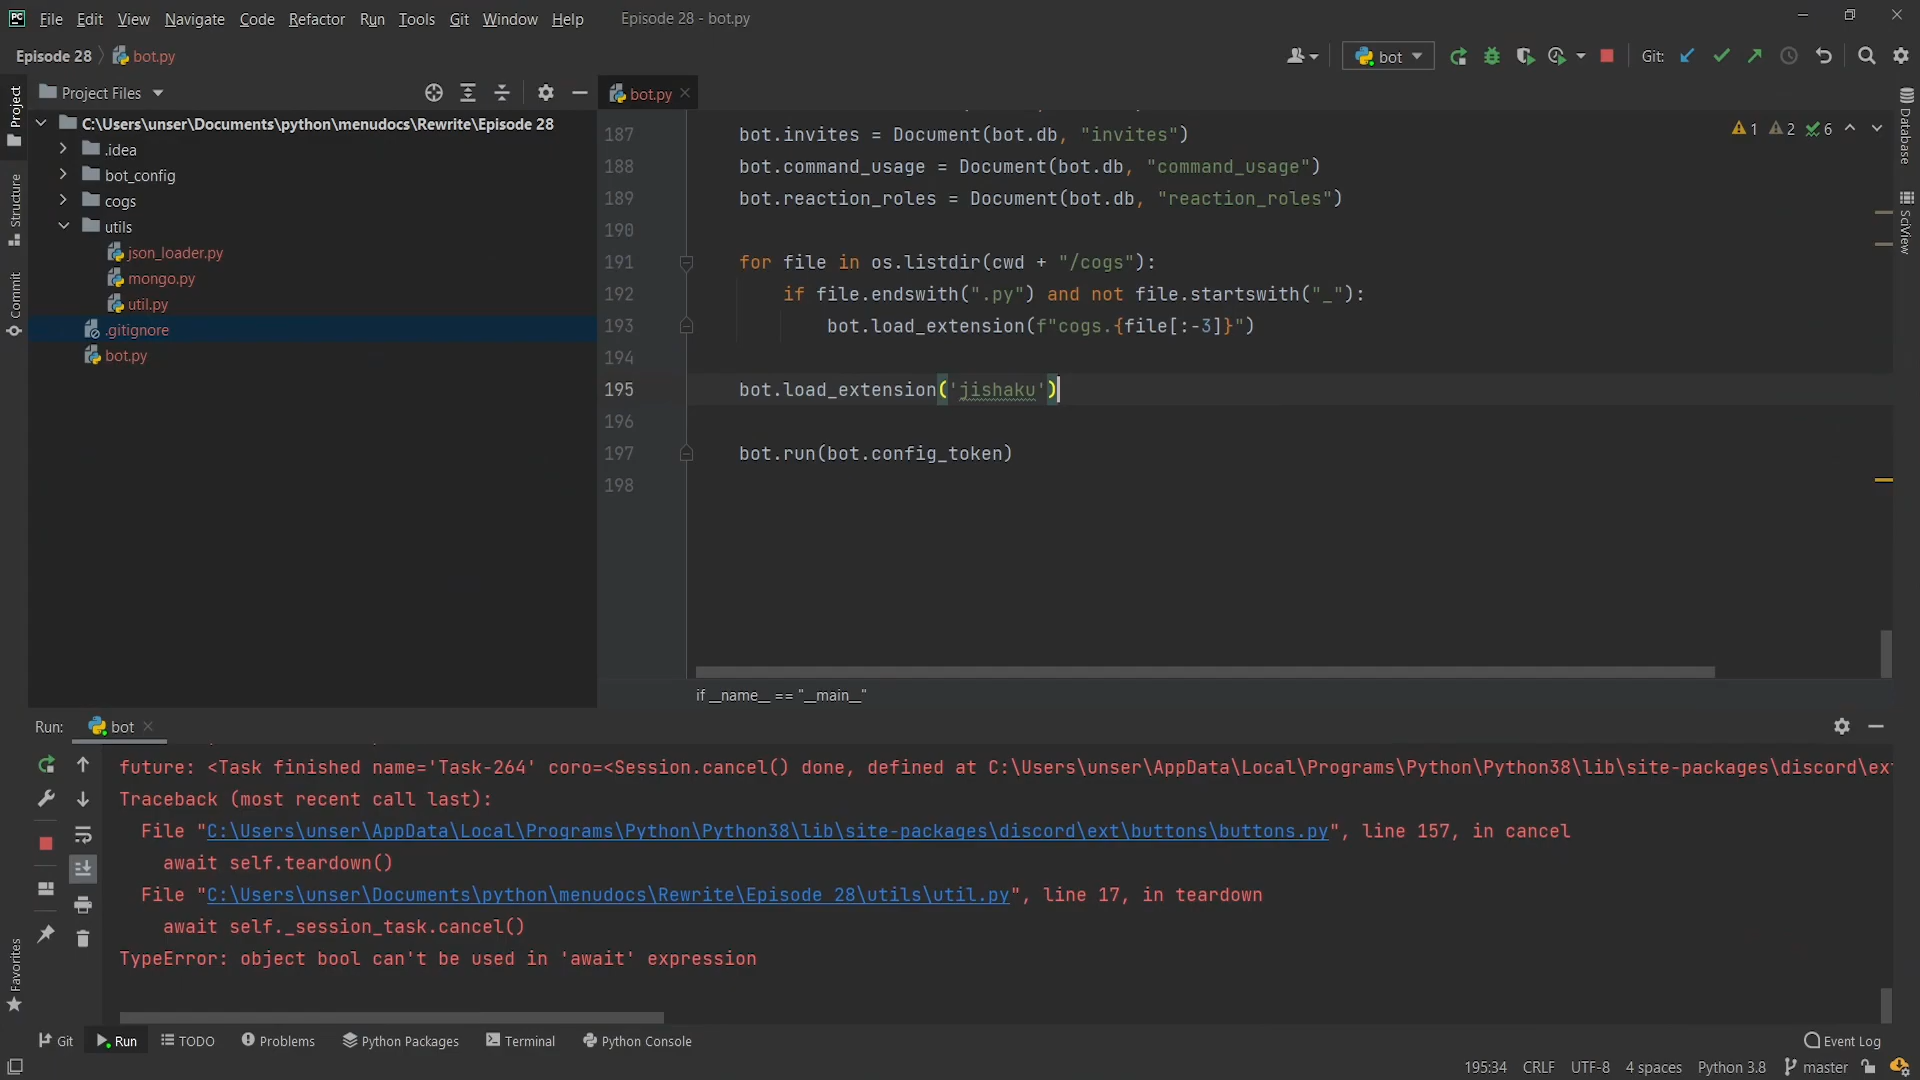 PC File Edit View Navigate Code Refactor Run Tools Git Window Help Episode 28 - bot.py
Episode 28 bot.py bot Git:
Project Files bot.py
C:\Users\unser\Documents\python\menudocs\Rewrite\Episode 28
.idea
bot_config
cogs
utils
json_loader.py
mongo.py
util.py
.gitignore
bot.py
1 2 6
187 bot.invites = Document(bot.db, "invites")
188 bot.command_usage = Document(bot.db, "command_usage")
189 bot.reaction_roles = Document(bot.db, "reaction_roles")
190
191 for file in os.listdir(cwd + "/cogs"):
192 if file.endswith(".py") and not file.startswith("_"):
193 bot.load_extension(f"cogs.{file[:-3]}")
194
195 bot.load_extension('jishaku')
196
197 bot.run(bot.config_token)
198
if __name__ == "__main__"
Project
Structure
Commit
Favorites
Database
SciView
Run: bot
future: <Task finished name='Task-264' coro=<Session.cancel() done, defined at C:\Users\unser\AppData\Local\Programs\Python\Python38\lib\site-packages\discord\ex
Traceback (most recent call last):
File "C:\Users\unser\AppData\Local\Programs\Python\Python38\lib\site-packages\discord\ext\buttons\buttons.py", line 157, in cancel
await self.teardown()
File "C:\Users\unser\Documents\python\menudocs\Rewrite\Episode 28\utils\util.py", line 17, in teardown
await self._session_task.cancel()
TypeError: object bool can't be used in 'await' expression
Git Run TODO Problems Python Packages Terminal Python Console Event Log
195:34 CRLF UTF-8 4 spaces Python 3.8 master